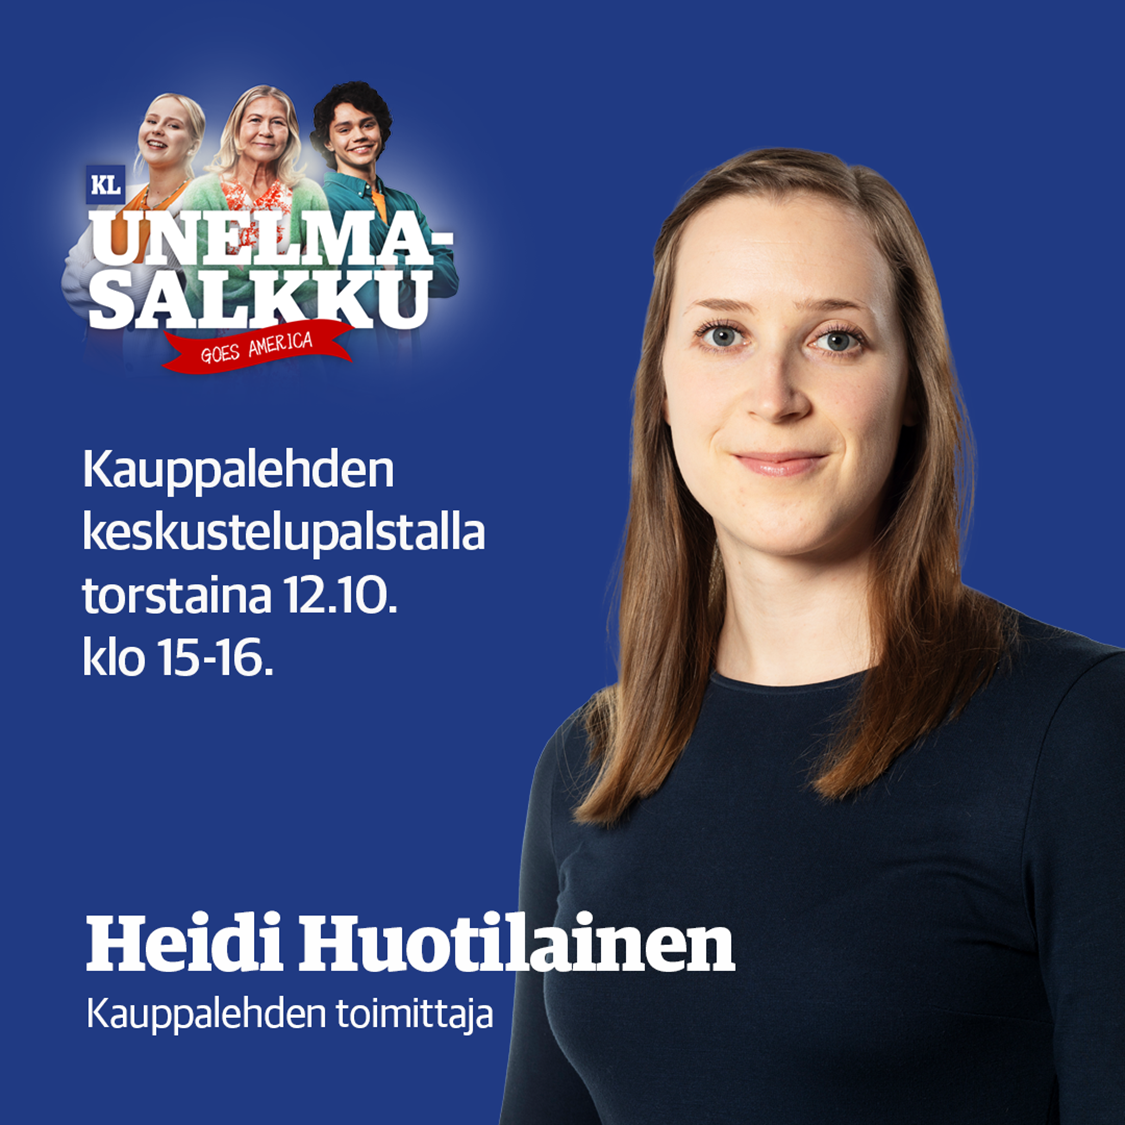 KL
UNELMA-
SALKKU
GOES AMERICA
Kauppalehden
keskustelupalstalla
torstaina 12.10.
klo 15-16.
Heidi Huotilainen
Kauppalehden toimittaja